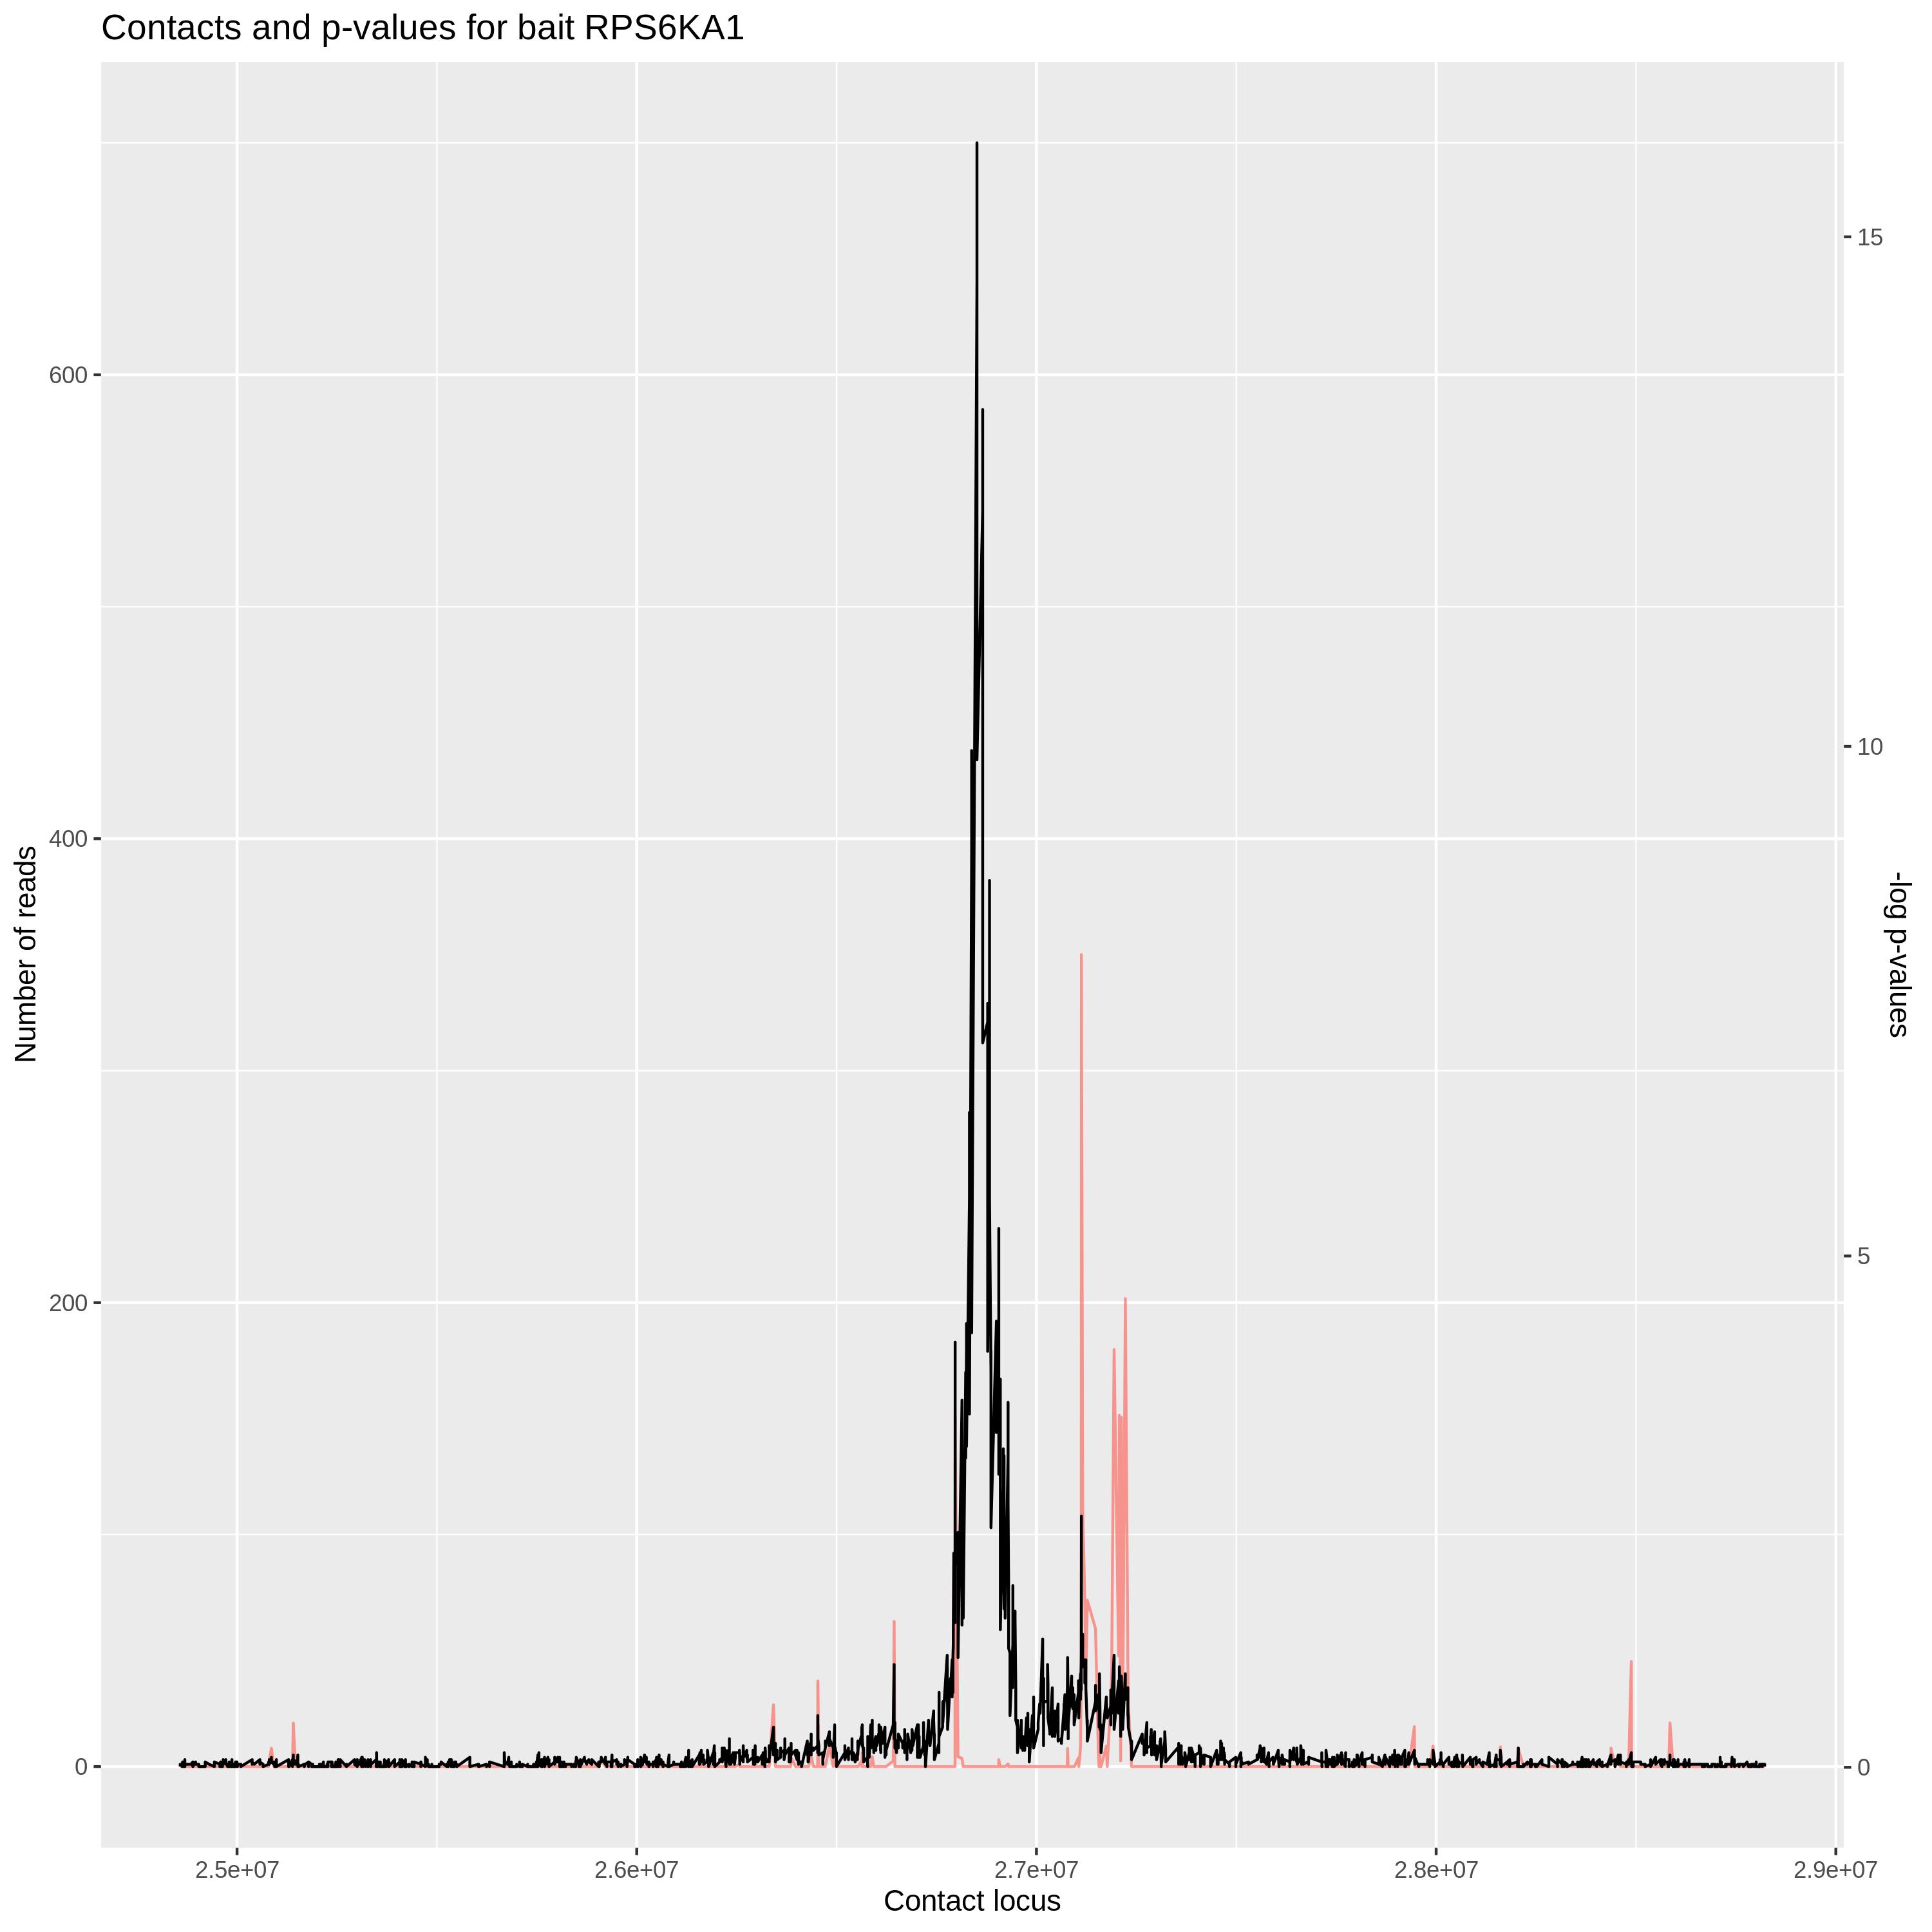 Contacts and p-values for bait RPS6KA1
Number of reads
600
400
200
0
15
10
5
0
-log p-values
2.5e+07
2.6e+07
2.7e+07
2.8e+07
2.9e+07
Contact locus